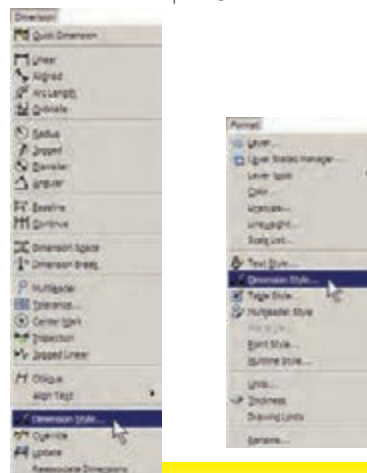 Dimension
Quick Dimension
Linear
Aligned
Arc Length
Ordinate
Radius
Jogged
Diameter
Angular
Baseline
Continue
Dimension Space
Dimension Break
Multileader
Tolerance...
Center Mark
Inspection
Jogged Linear
Oblique
Align Text
Dimension Style...
Override
Update
Reassociate Dimensions
Format
Layer...
Layer States Manager...
Layer tools
Color...
Linetype...
Lineweight...
Scale List...
Text Style...
Dimension Style...
Table Style...
Multileader Style
Point Style...
Multiline Style...
Units...
Thickness
Drawing Limits
Rename...